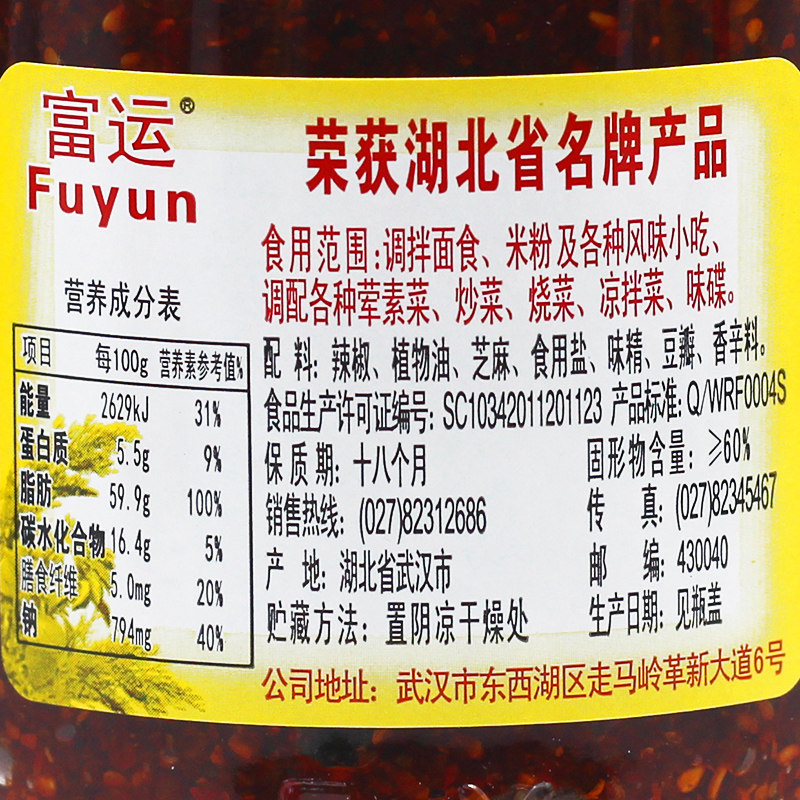 富运®
Fuyun
荣获湖北省名牌产品
食用范围:调拌面食、米粉及各种风味小吃、
调配各种荤素菜、炒菜、烧菜、凉拌菜、味碟。
营养成分表
项目 每100g 营养素参考值%
能量 2629kJ 31%
蛋白质 5.5g 9%
脂肪 59.9g 100%
碳水化合物 16.4g 5%
膳食纤维 5.0mg 20%
钠 794mg 40%
配 料: 辣椒、植物油、芝麻、食用盐、味精、豆瓣、香辛料。
食品生产许可证编号: SC10342011201123 产品标准: Q/WRF0004S
保 质 期: 十八个月 固形物含量: ≥60%
销售热线: (027)82312686 传 真: (027)82345467
产 地: 湖北省武汉市 邮 编: 430040
贮藏方法: 置阴凉干燥处 生产日期: 见瓶盖
公司地址: 武汉市东西湖区走马岭革新大道6号